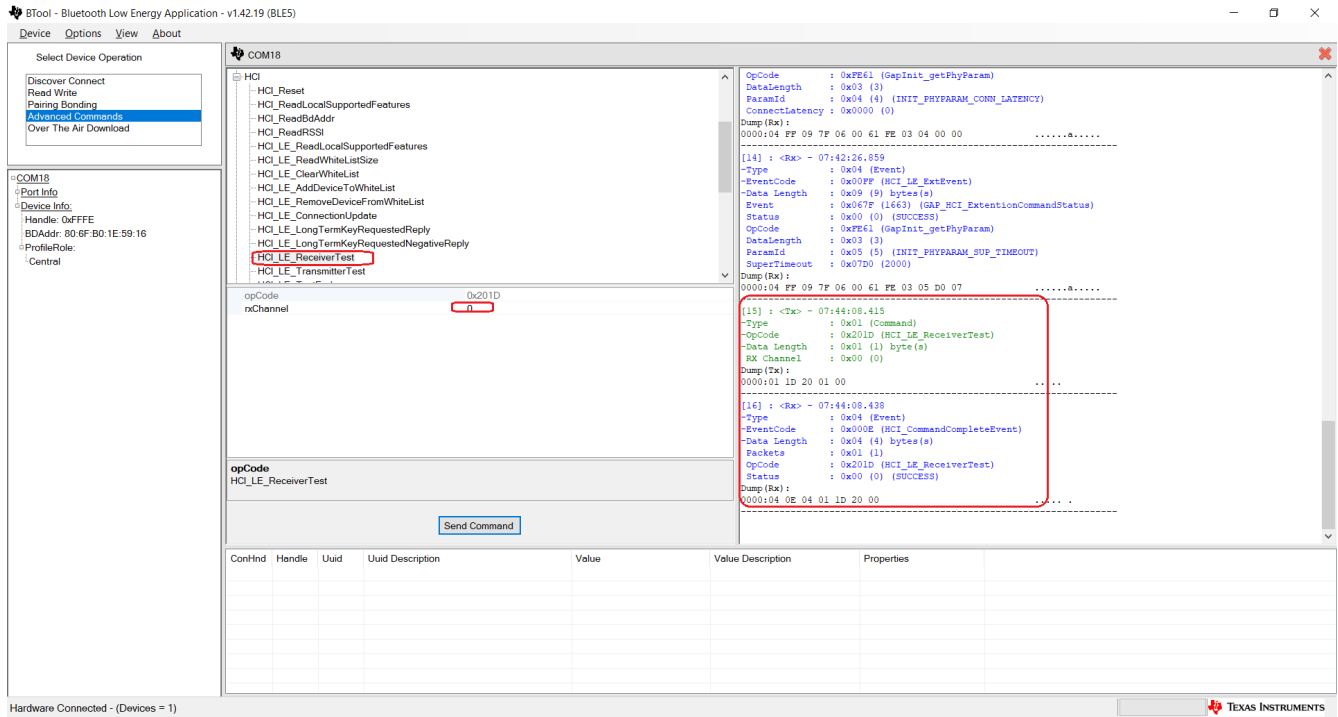 BTool - Bluetooth Low Energy Application - v1.42.19 (BLE5)
Device Options View About
Select Device Operation
Discover Connect
Read Write
Pairing Bonding
Advanced Commands
Over The Air Download
COM18
Port Info
Device Info:
Handle: 0xFFFE
BDAddr: 80:6F:B0:1E:59:16
ProfileRole:
Central
COM18
HCI
HCI_Reset
HCI_ReadLocalSupportedFeatures
HCI_ReadBdAddr
HCI_ReadRSSI
HCI_LE_ReadLocalSupportedFeatures
HCI_LE_ReadWhiteListSize
HCI_LE_ClearWhiteList
HCI_LE_AddDeviceToWhiteList
HCI_LE_RemoveDeviceFromWhiteList
HCI_LE_ConnectionUpdate
HCI_LE_LongTermKeyRequestedReply
HCI_LE_LongTermKeyRequestedNegativeReply
HCI_LE_ReceiverTest
HCI_LE_TransmitterTest
opCode 0x201D
rxChannel 0
opCode
HCI_LE_ReceiverTest
Send Command
OpCode : 0xFE61 (GapInit_getPhyParam)
DataLength : 0x03 (3)
ParamId : 0x04 (4) (INIT_PHYPARAM_CONN_LATENCY)
ConnectLatency : 0x0000 (0)
Dump(Rx):
0000:04 FF 09 7F 06 00 61 FE 03 04 00 00 ......a.....
[14] : <Rx> - 07:42:26.859
-Type : 0x04 (Event)
-EventCode : 0x00FF (HCI_LE_ExtEvent)
-Data Length : 0x09 (9) bytes(s)
Event : 0x067F (1663) (GAP_HCI_ExtentionCommandStatus)
Status : 0x00 (0) (SUCCESS)
OpCode : 0xFE61 (GapInit_getPhyParam)
DataLength : 0x03 (3)
ParamId : 0x05 (5) (INIT_PHYPARAM_SUP_TIMEOUT)
SuperTimeout : 0x07D0 (2000)
Dump(Rx):
0000:04 FF 09 7F 06 00 61 FE 03 05 D0 07 ......a.....
[15] : <Tx> - 07:44:08.415
-Type : 0x01 (Command)
-OpCode : 0x201D (HCI_LE_ReceiverTest)
-Data Length : 0x01 (1) byte(s)
RX Channel : 0x00 (0)
Dump(Tx):
0000:01 1D 20 01 00 .. ..
[16] : <Rx> - 07:44:08.438
-Type : 0x04 (Event)
-EventCode : 0x000E (HCI_CommandCompleteEvent)
-Data Length : 0x04 (4) bytes(s)
Packets : 0x01 (1)
OpCode : 0x201D (HCI_LE_ReceiverTest)
Status : 0x00 (0) (SUCCESS)
Dump(Rx):
0000:04 0E 04 01 1D 20 00 ..... .
ConHnd Handle Uuid Uuid Description Value Value Description Properties
Hardware Connected - (Devices = 1)
TEXAS INSTRUMENTS